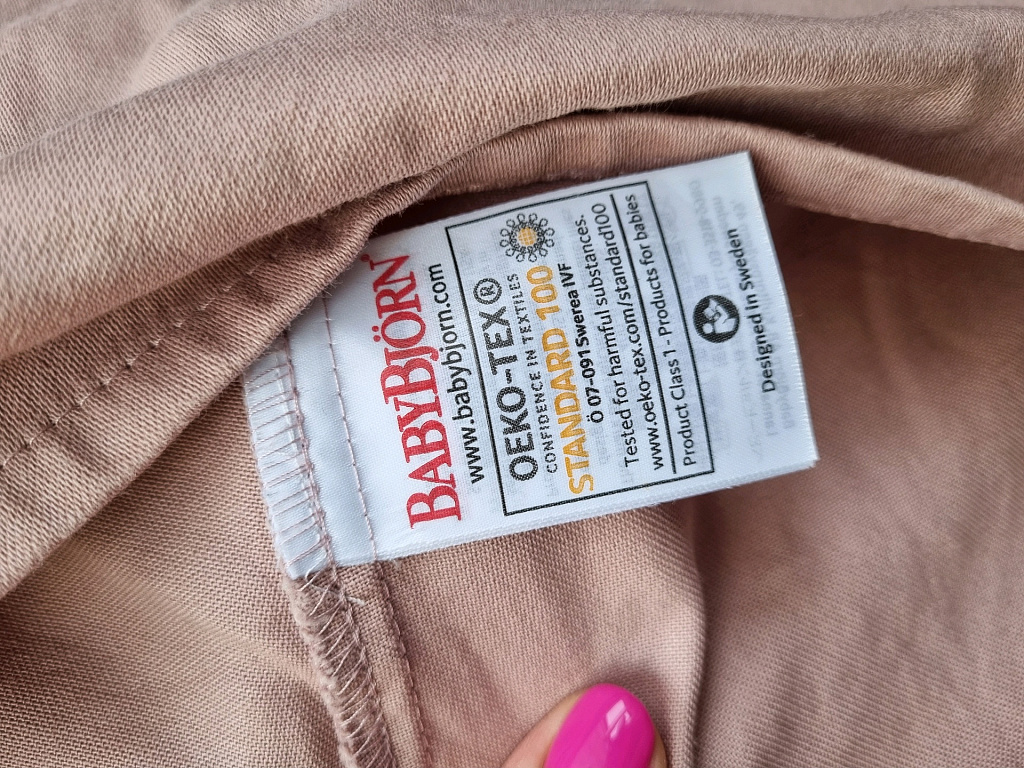 BABYBJÖRN®
www.babybjorn.com
OEKO-TEX®
CONFIDENCE IN TEXTILES
STANDARD 100
Ö 07-091 Swerea IVF
Tested for harmful substances.
www.oeko-tex.com/standard100
Product Class 1 - Products for babies
Designed in Sweden